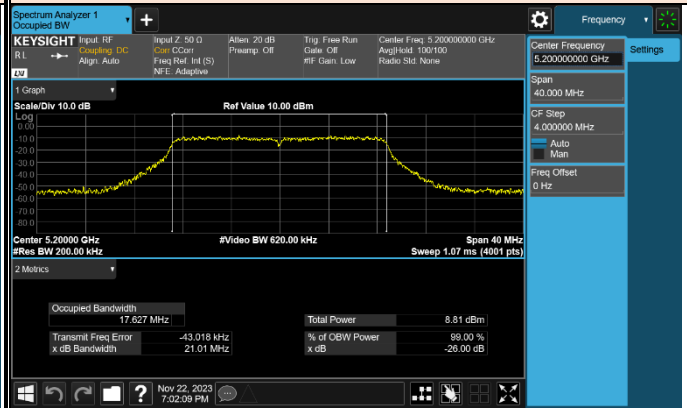 Spectrum Analyzer 1
Occupied BW
Frequency
KEYSIGHT
Input: RF
Input Z: 50 Ω
Atten: 20 dB
Trig: Free Run
Center Freq: 5.200000000 GHz
R L
Coupling: DC
Corr CCorr
Preamp: Off
Gate: Off
Avg|Hold: 100/100
Align: Auto
Freq Ref: Int (S)
#IF Gain: Low
Radio Std: None
NFE: Adaptive
LXI
Center Frequency
5.200000000 GHz
Settings
Span
40.000 MHz
CF Step
4.000000 MHz
Auto
Man
Freq Offset
0 Hz
1 Graph
Scale/Div 10.0 dB
Ref Value 10.00 dBm
Log
0.00
-10.0
-20.0
-30.0
-40.0
-50.0
-60.0
-70.0
-80.0
Center 5.20000 GHz
#Video BW 620.00 kHz
Span 40 MHz
#Res BW 200.00 kHz
Sweep 1.07 ms (4001 pts)
2 Metrics
Occupied Bandwidth
17.627 MHz
Total Power
8.81 dBm
Transmit Freq Error
-43.018 kHz
% of OBW Power
99.00 %
x dB Bandwidth
21.01 MHz
x dB
-26.00 dB
Nov 22, 2023
7:02:09 PM